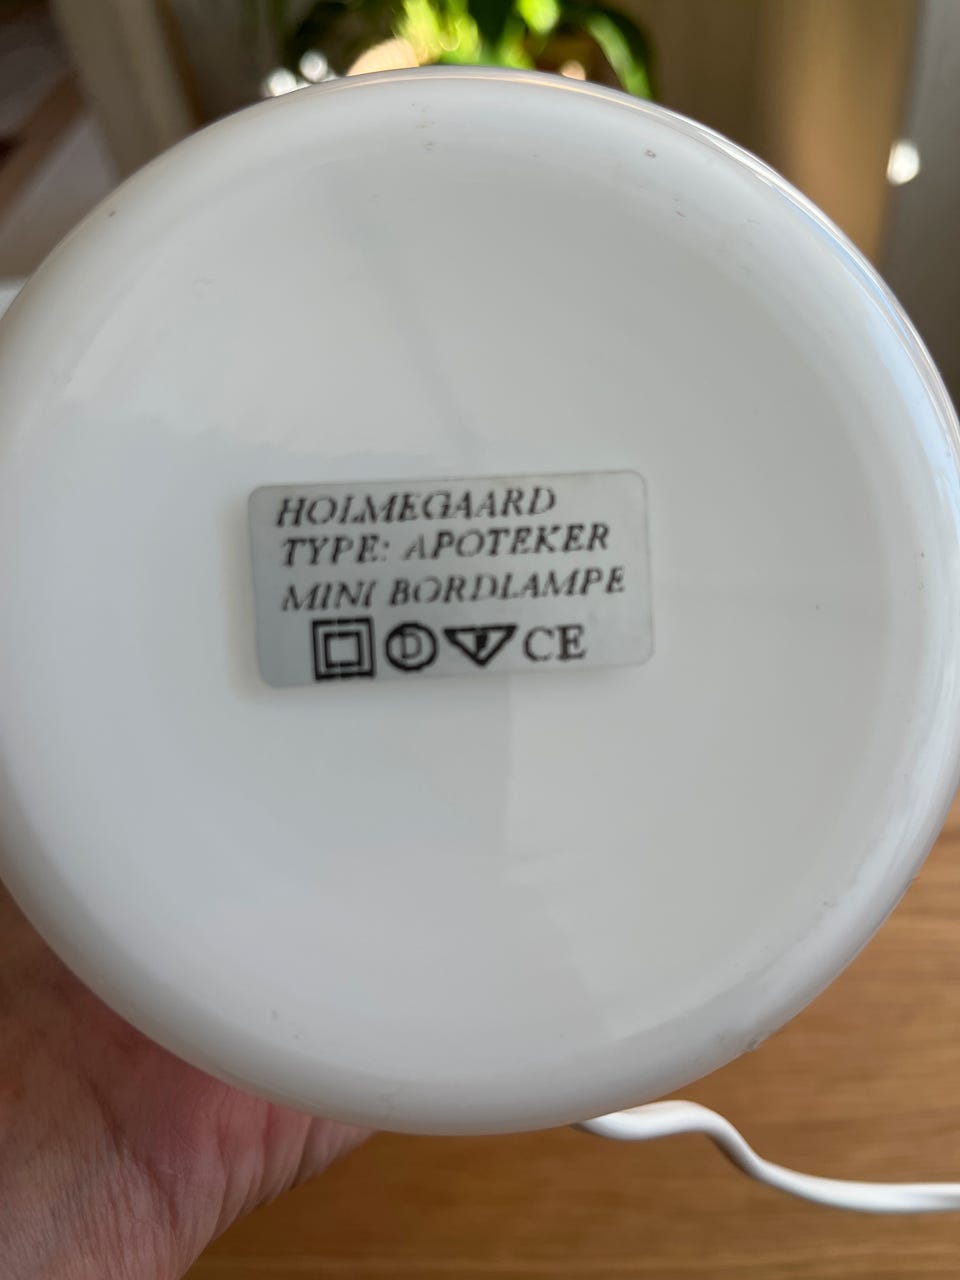 HOLMEGAARD
TYPE: APOTEKER
MINI BORDLAMPE
D F CE